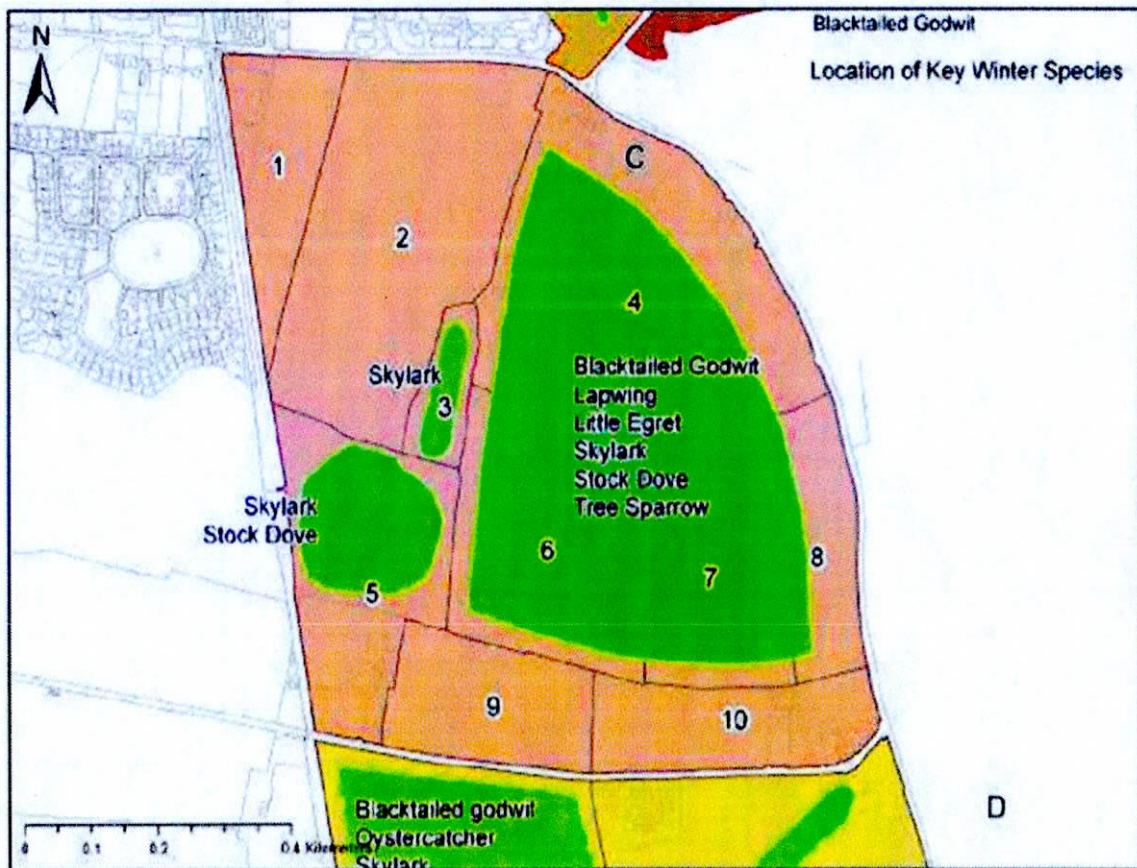 N
Blacktailed Godwit
Location of Key Winter Species
C
1
2
4
Skylark
3
Blacktailed Godwit
Lapwing
Little Egret
Skylark
Stock Dove
Tree Sparrow
Skylark
Stock Dove
6
7
8
5
9
10
D
Blacktailed godwit
Oystercatcher
Skylark
0 0.1 0.2 0.4 Kilometers